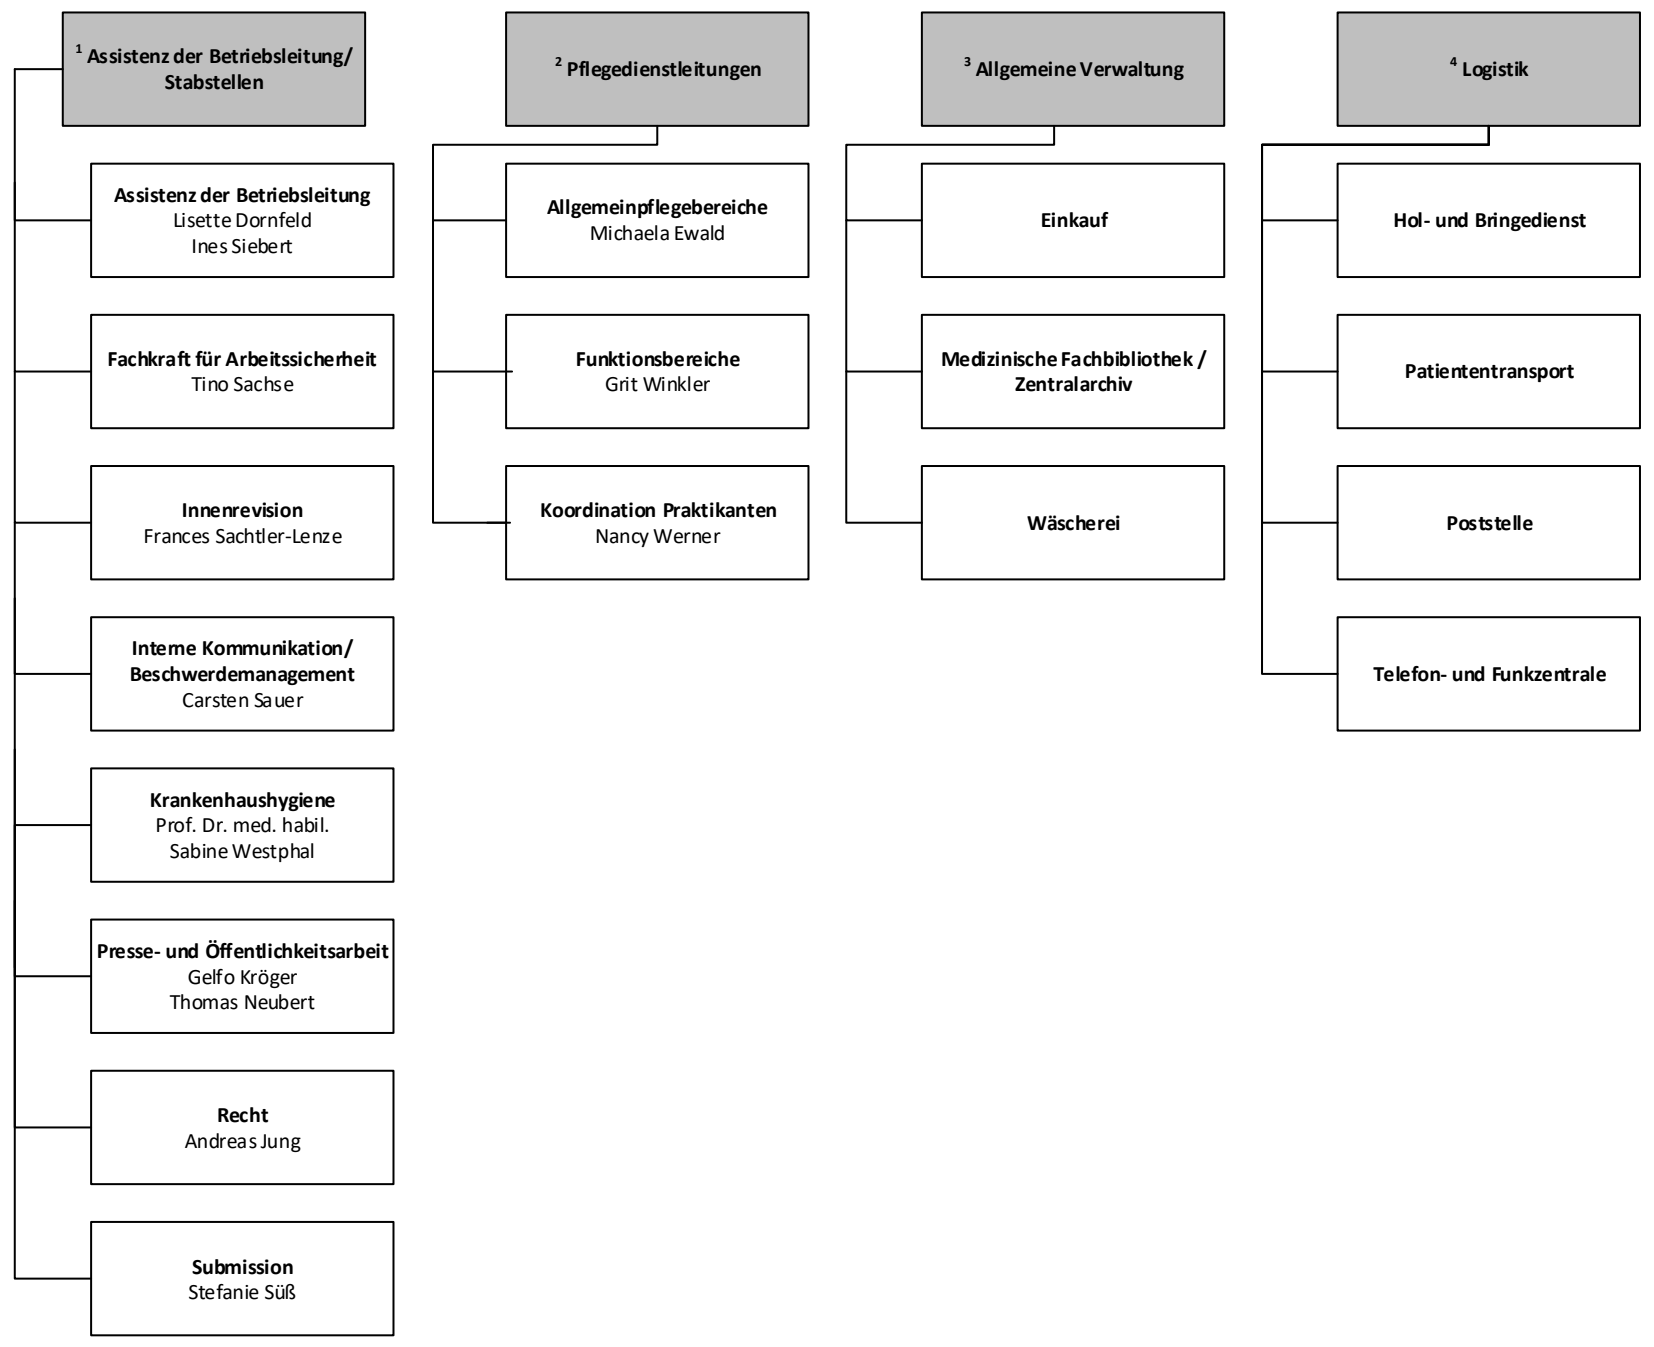 ¹ Assistenz der Betriebsleitung/
Stabstellen
Assistenz der Betriebsleitung
Lisette Dornfeld
Ines Siebert
Fachkraft für Arbeitssicherheit
Tino Sachse
Innenrevision
Frances Sachtler-Lenze
Interne Kommunikation/
Beschwerdemanagement
Carsten Sauer
Krankenhaushygiene
Prof. Dr. med. habil.
Sabine Westphal
Presse- und Öffentlichkeitsarbeit
Gelfo Kröger
Thomas Neubert
Recht
Andreas Jung
Submission
Stefanie Süß
² Pflegedienstleitungen
Allgemeinpflegebereiche
Michaela Ewald
Funktionsbereiche
Grit Winkler
Koordination Praktikanten
Nancy Werner
³ Allgemeine Verwaltung
Einkauf
Medizinische Fachbibliothek /
Zentralarchiv
Wäscherei
⁴ Logistik
Hol- und Bringedienst
Patiententransport
Poststelle
Telefon- und Funkzentrale